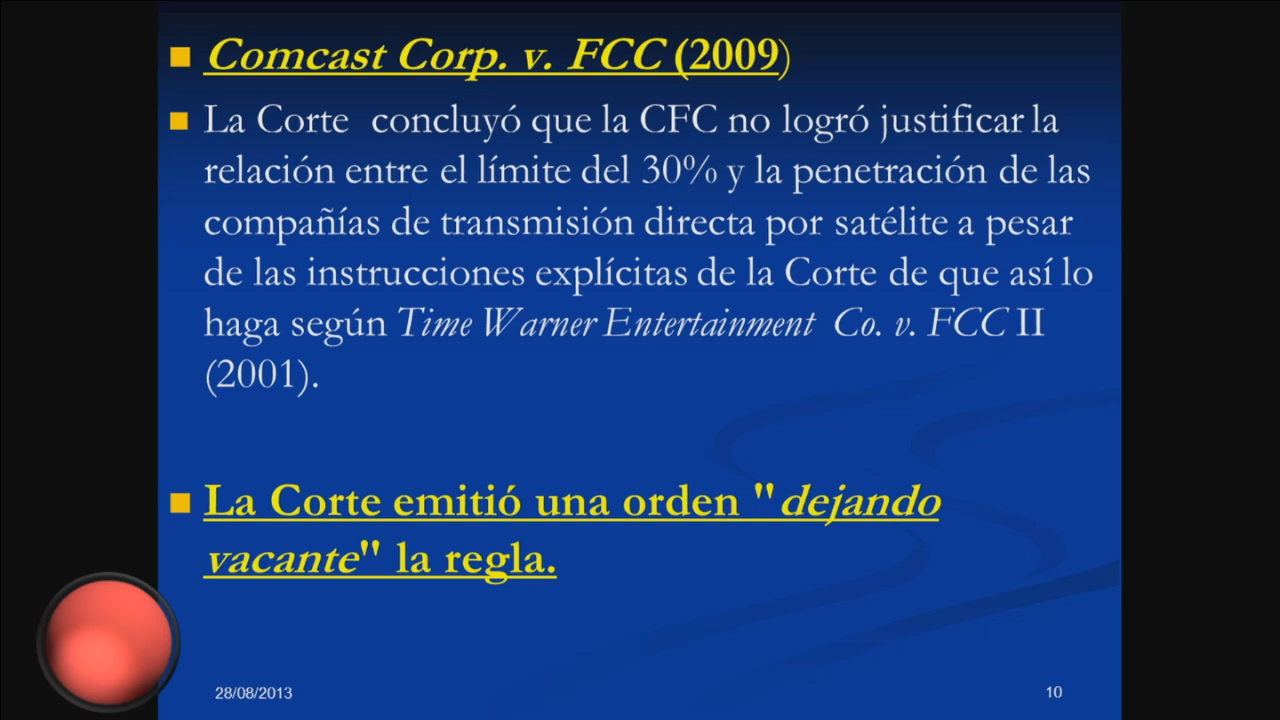 Comcast Corp. v. FCC (2009)
La Corte concluyó que la CFC no logró justificar la
relación entre el límite del 30% y la penetración de las
compañías de transmisión directa por satélite a pesar
de las instrucciones explícitas de la Corte de que así lo
haga según Time Warner Entertainment Co. v. FCC II
(2001).
La Corte emitió una orden "dejando
vacante" la regla.
28/08/2013
10